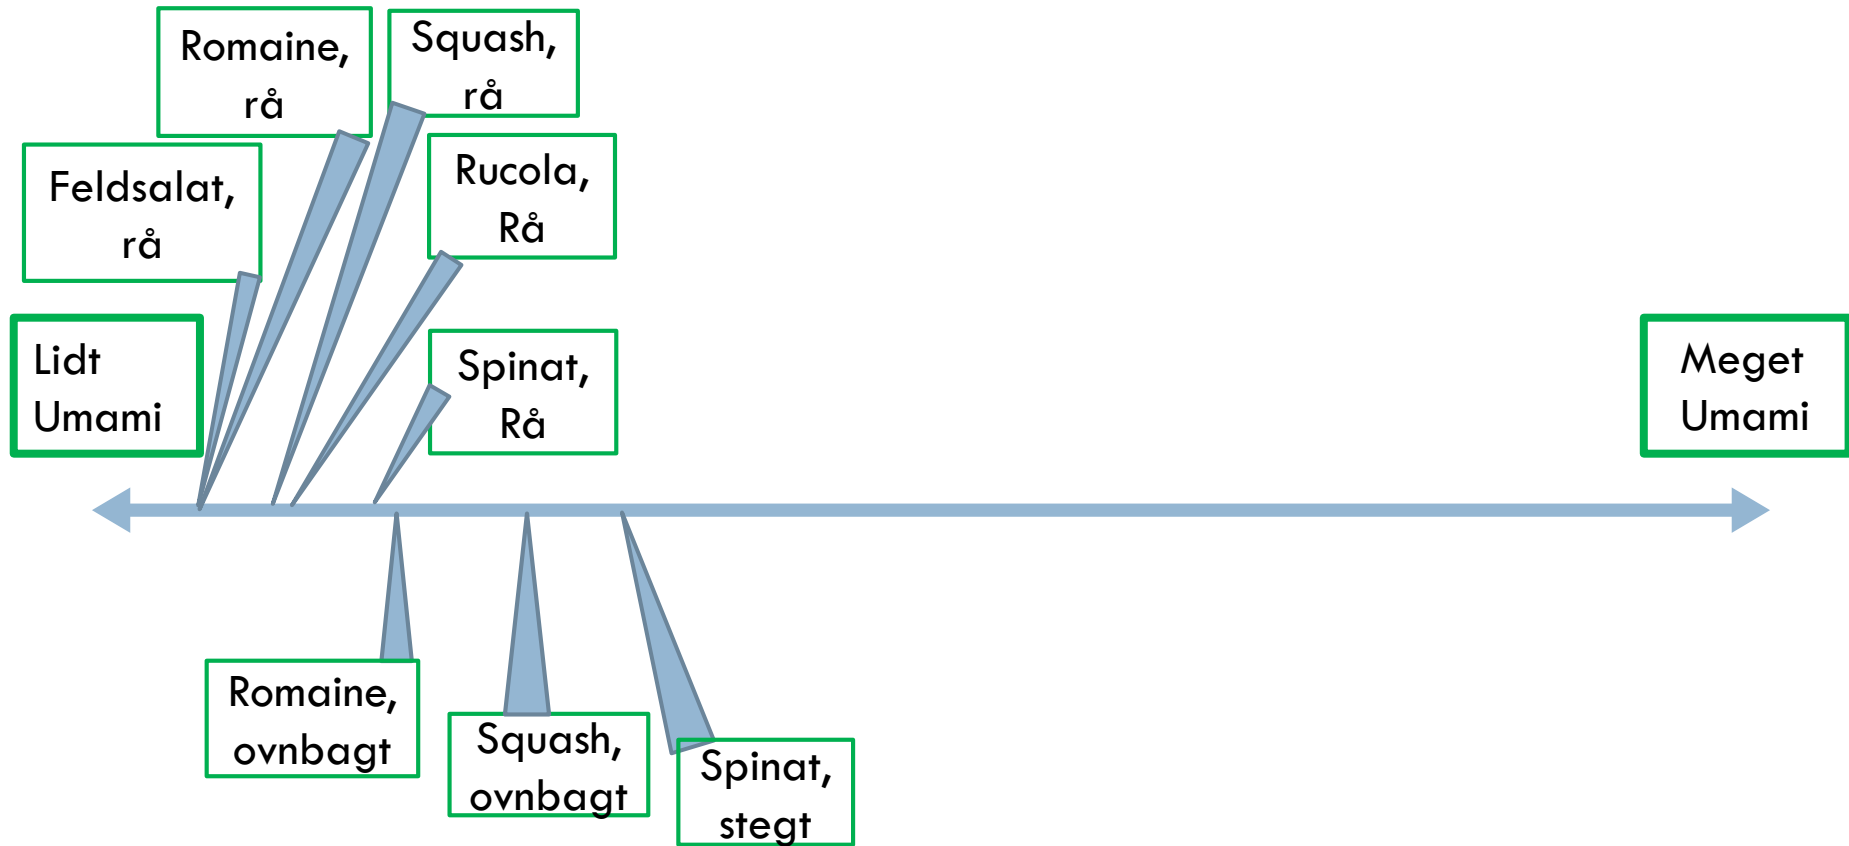 Romaine,
rå
Squash,
rå
Feldsalat,
rå
Rucola,
Rå
Lidt
Umami
Spinat,
Rå
Meget
Umami
Romaine,
ovnbagt
Squash,
ovnbagt
Spinat,
stegt